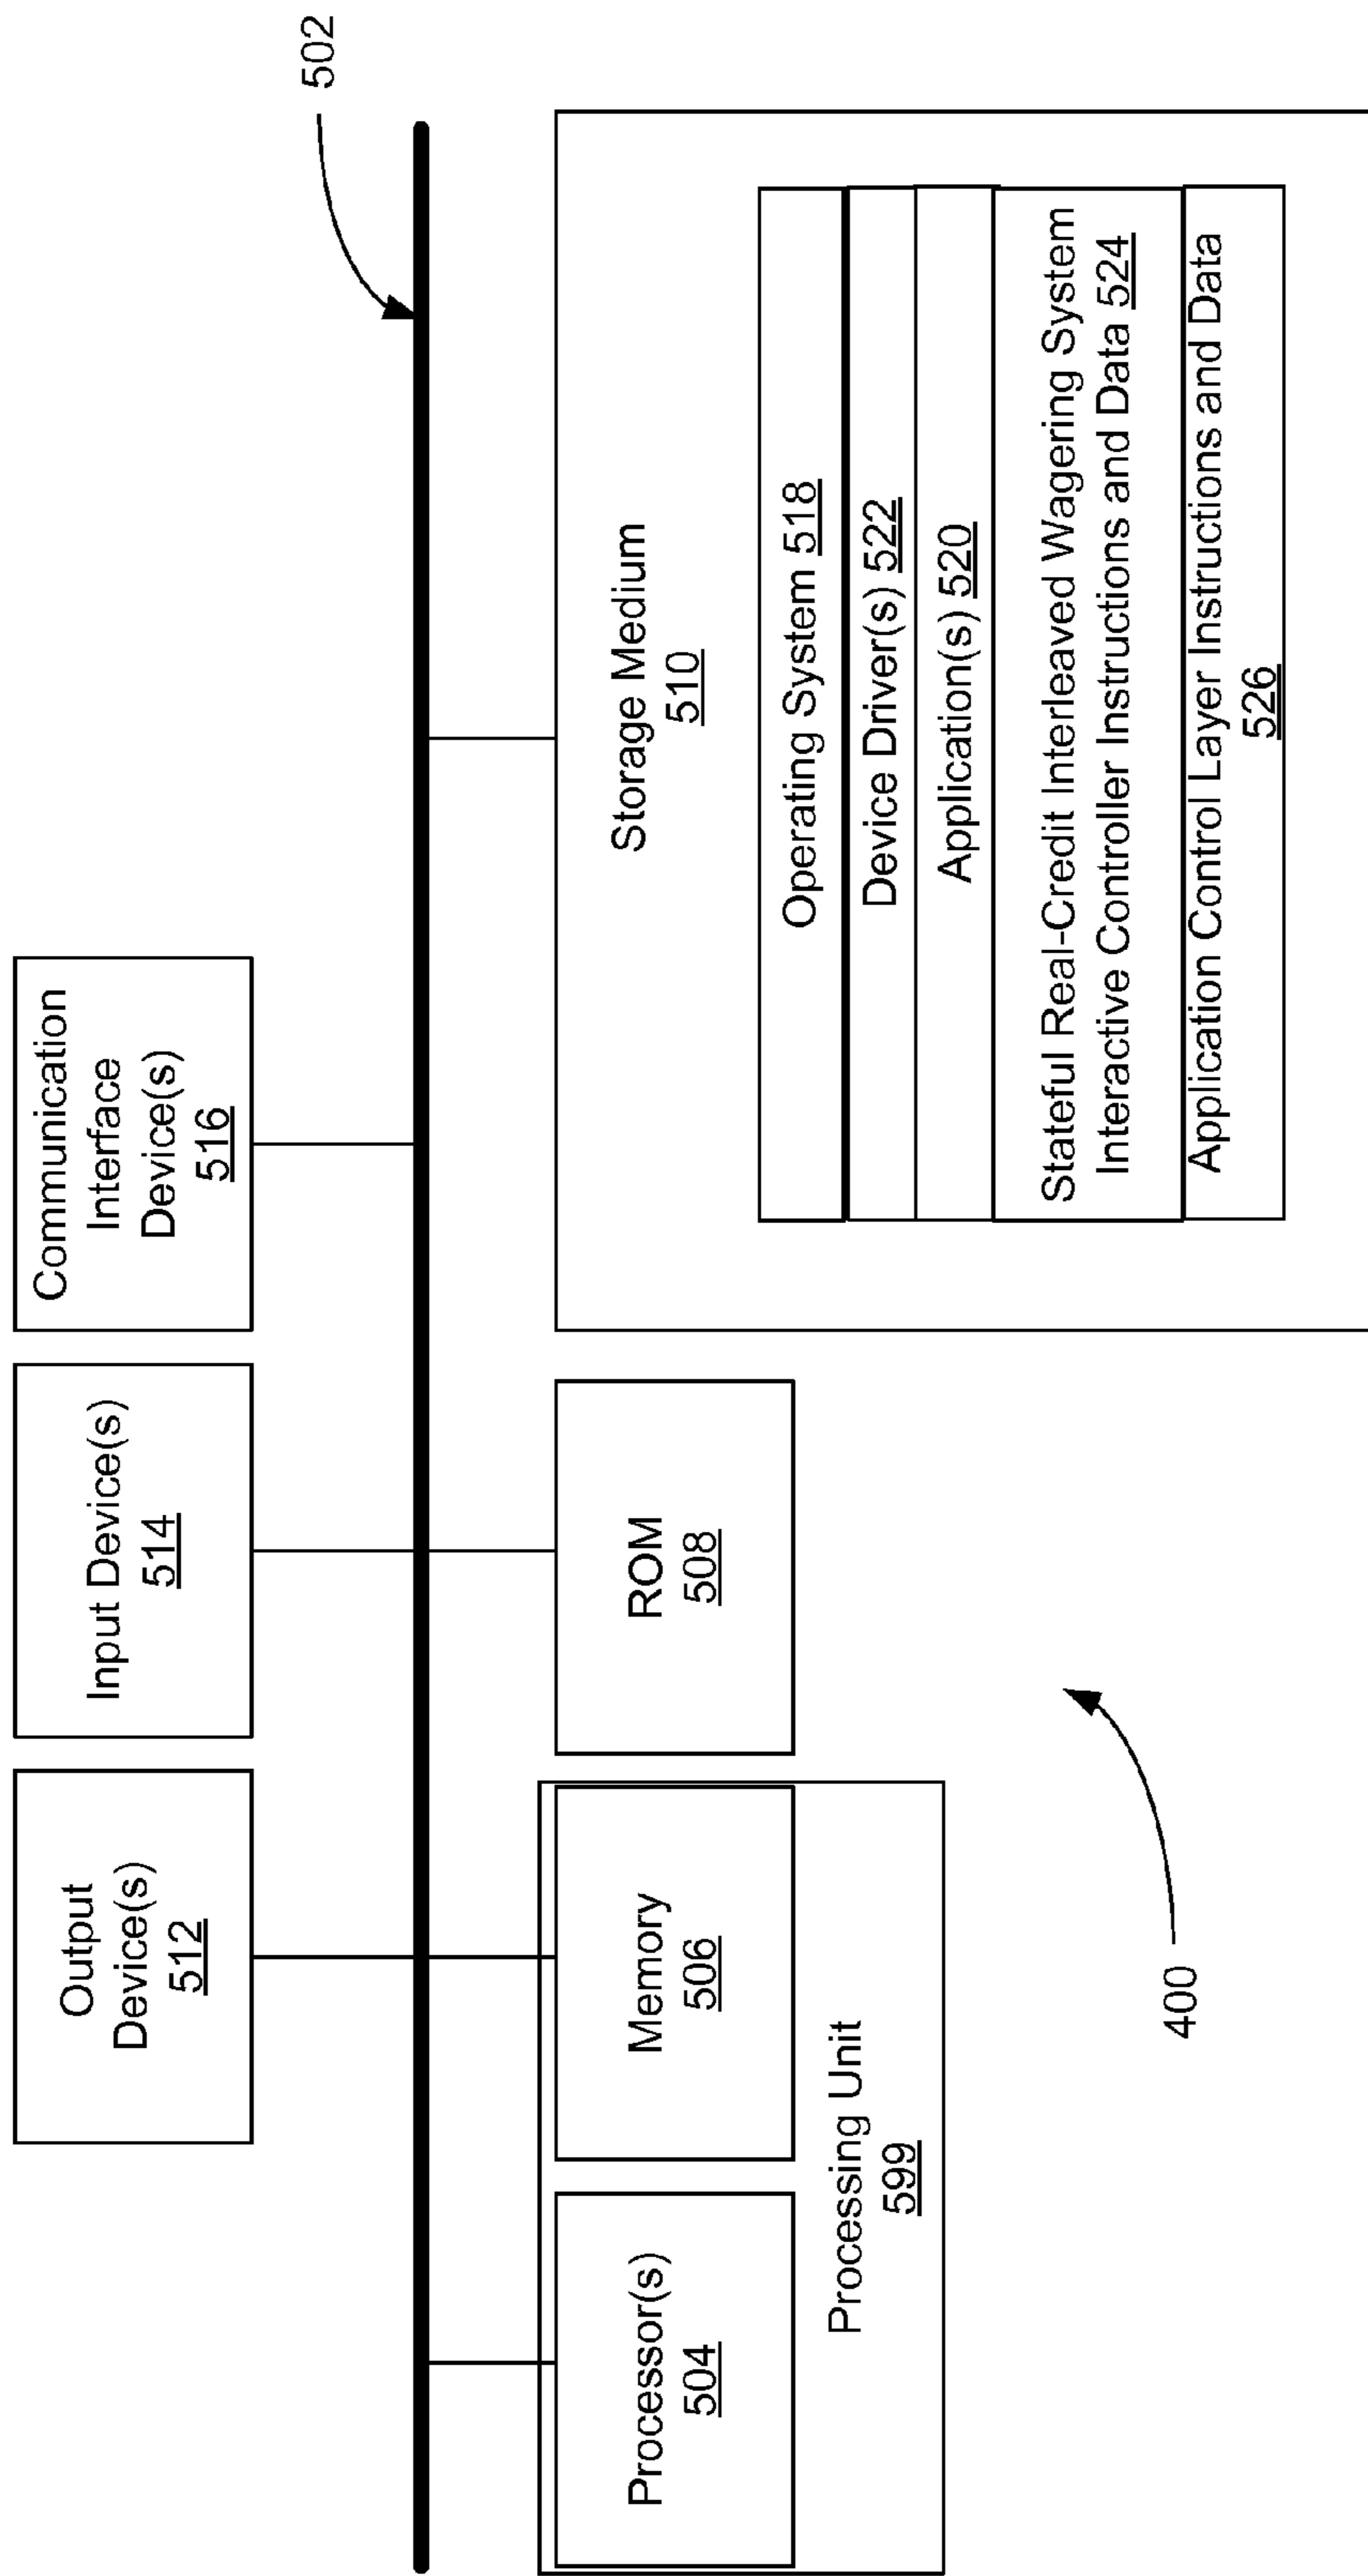 502
Output
Device(s)
512
Input Device(s)
514
Communication
Interface
Device(s)
516
Processor(s)
504
Memory
506
Processing Unit
599
ROM
508
Storage Medium
510
Operating System 518
Device Driver(s) 522
Application(s) 520
Stateful Real-Credit Interleaved Wagering System
Interactive Controller Instructions and Data 524
Application Control Layer Instructions and Data
526
400